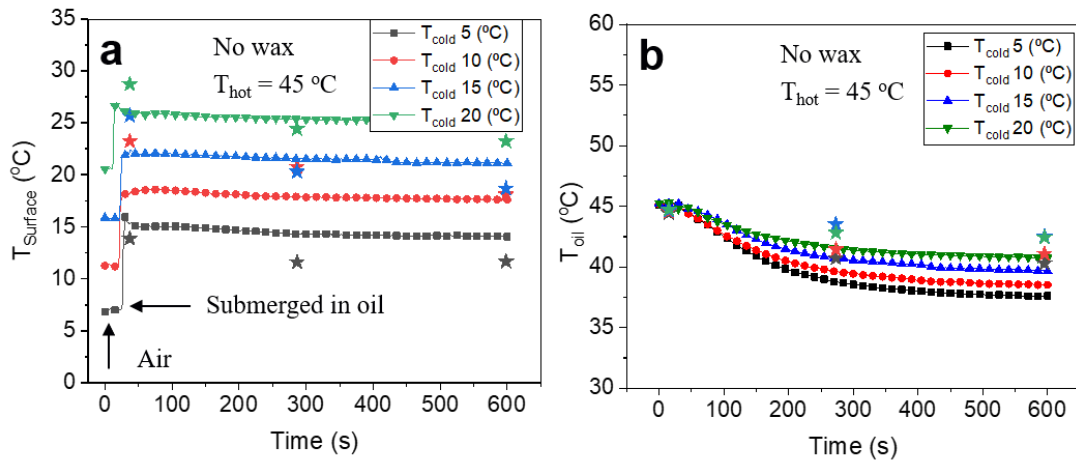 a
No wax
T_hot = 45 ºC
T_cold 5 (ºC)
T_cold 10 (ºC)
T_cold 15 (ºC)
T_cold 20 (ºC)
Submerged in oil
Air
T_Surface (ºC)
35
30
25
20
15
10
5
0
0 100 200 300 400 500 600
Time (s)
b
No wax
T_hot = 45 ºC
T_cold 5 (ºC)
T_cold 10 (ºC)
T_cold 15 (ºC)
T_cold 20 (ºC)
T_oil (ºC)
60
55
50
45
40
35
30
0 100 200 300 400 500 600
Time (s)